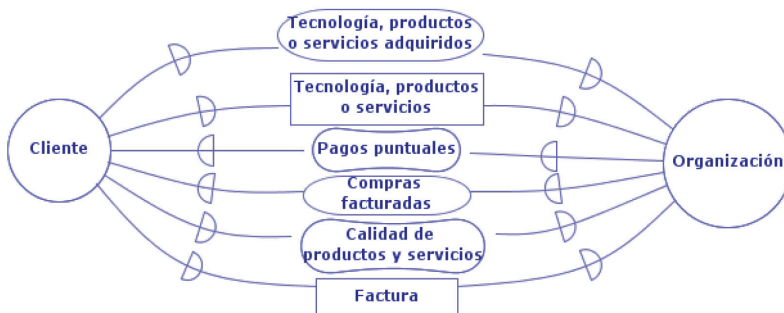 Tecnología, productos
o servicios adquiridos
Tecnología, productos
o servicios
Cliente
Pagos puntuales
Organización
Compras
facturadas
Calidad de
productos y servicios
Factura